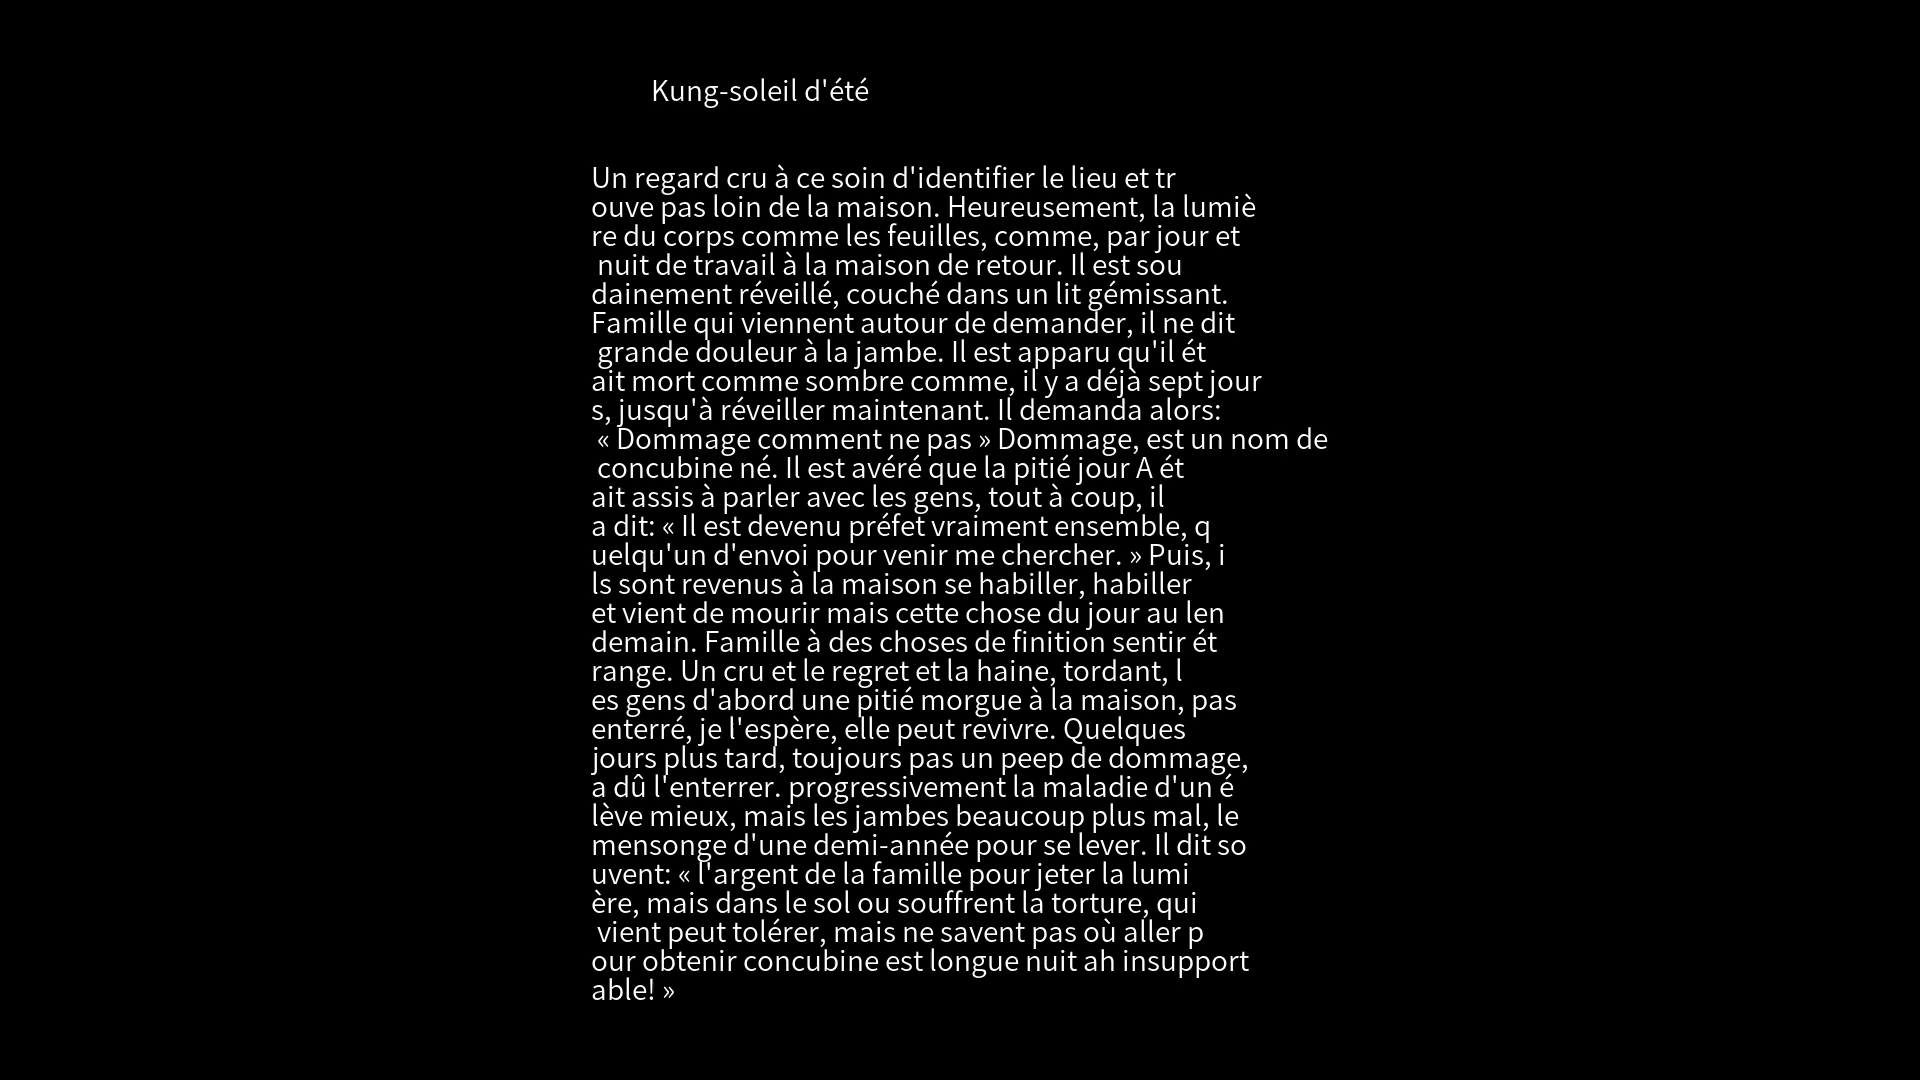 Kung-soleil d'été
Un regard cru à ce soin d'identifier le lieu et tr
ouve pas loin de la maison. Heureusement, la lumiè
re du corps comme les feuilles, comme, par jour et
nuit de travail à la maison de retour. Il est sou
dainement réveillé, couché dans un lit gémissant.
Famille qui viennent autour de demander, il ne dit
grande douleur à la jambe. Il est apparu qu'il ét
ait mort comme sombre comme, il y a déjà sept jour
s, jusqu'à réveiller maintenant. Il demanda alors:
« Dommage comment ne pas » Dommage, est un nom de
concubine né. Il est avéré que la pitié jour A ét
ait assis à parler avec les gens, tout à coup, il
a dit: « Il est devenu préfet vraiment ensemble, q
uelqu'un d'envoi pour venir me chercher. » Puis, i
ls sont revenus à la maison se habiller, habiller
et vient de mourir mais cette chose du jour au len
demain. Famille à des choses de finition sentir ét
range. Un cru et le regret et la haine, tordant, l
es gens d'abord une pitié morgue à la maison, pas
enterré, je l'espère, elle peut revivre. Quelques
jours plus tard, toujours pas un peep de dommage,
a dû l'enterrer. progressivement la maladie d'un é
lève mieux, mais les jambes beaucoup plus mal, le
mensonge d'une demi-année pour se lever. Il dit so
uvent: « l'argent de la famille pour jeter la lumi
ère, mais dans le sol ou souffrent la torture, qui
vient peut tolérer, mais ne savent pas où aller p
our obtenir concubine est longue nuit ah insupport
able! »